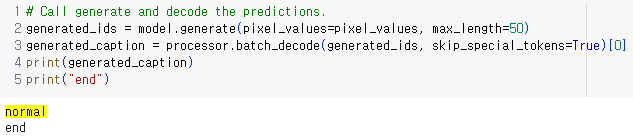 1 # Call generate and decode the predictions.
2 generated_ids = model.generate(pixel_values=pixel_values, max_length=50)
3 generated_caption = processor.batch_decode(generated_ids, skip_special_tokens=True)[0]
4 print(generated_caption)
5 print("end")
normal
end